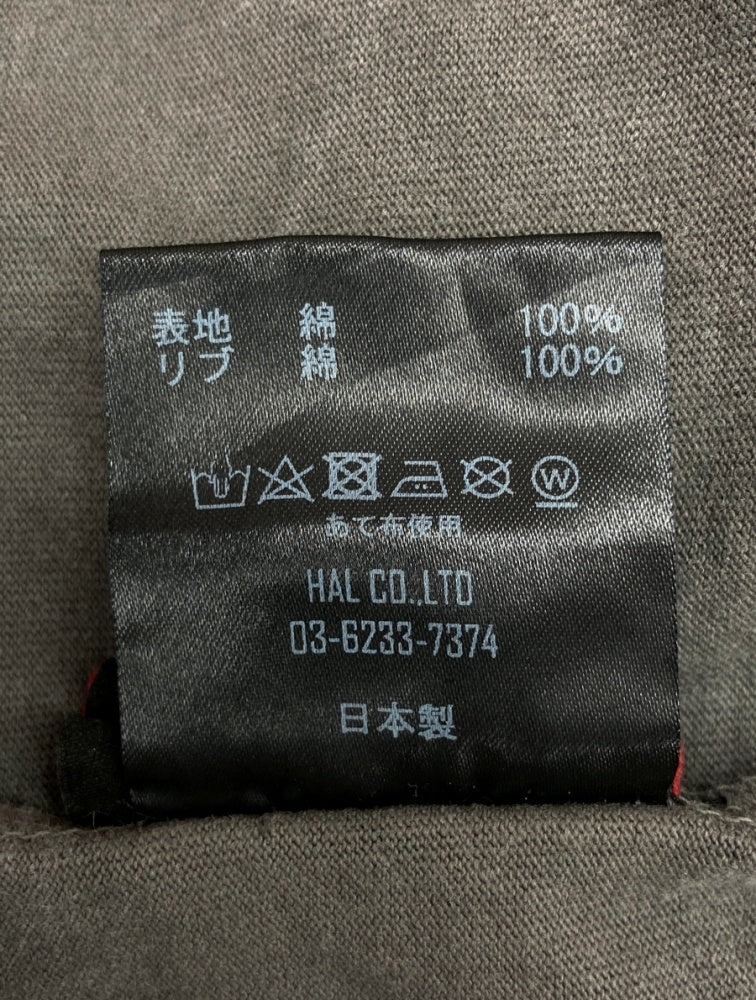 表地 綿 100%
リブ 綿 100%
W
あて布使用
HAL CO.,LTD
03-6233-7374
日本製